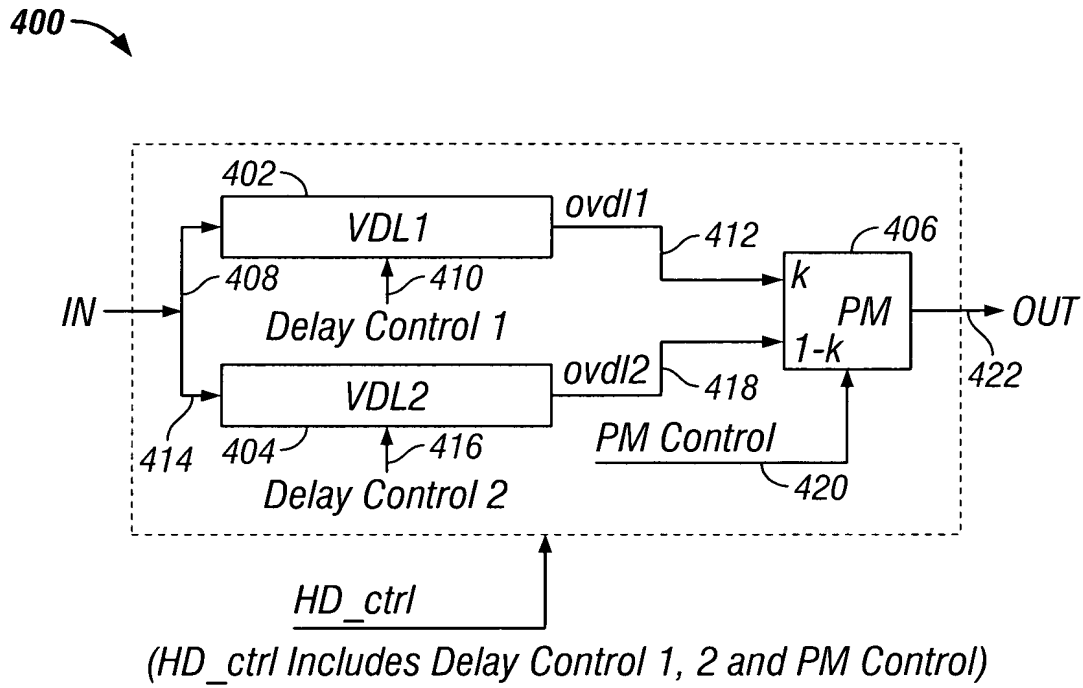 400
402
VDL1
ovdl1
412
406
408
410
k
IN
Delay Control 1
PM
OUT
1-k
ovdl2
VDL2
418
422
414
404
416
PM Control
420
Delay Control 2
HD_ctrl
(HD_ctrl Includes Delay Control 1, 2 and PM Control)